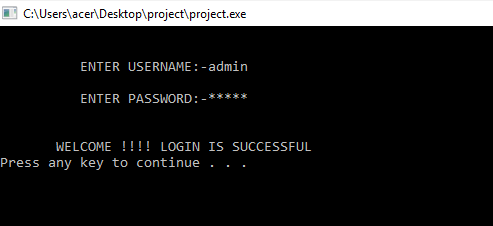 C:\Users\acer\Desktop\project\project.exe
ENTER USERNAME:-admin
ENTER PASSWORD:-*****
WELCOME !!!! LOGIN IS SUCCESSFUL
Press any key to continue . . .